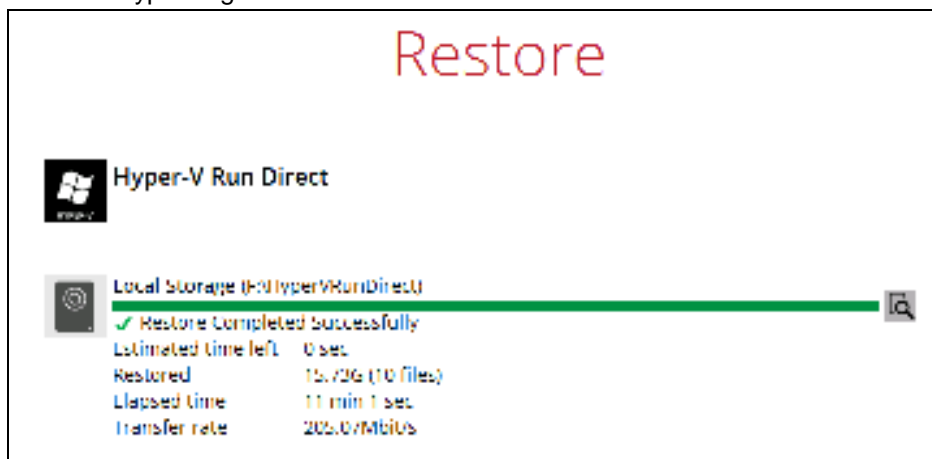 Restore
Hyper-V Run Direct
Local Storage (F:\HyperVRunDirect)
✓ Restore Completed Successfully
Estimated time left 0 sec
Restored 15.73G (10 files)
Elapsed time 11 min 1 sec
Transfer rate 205.07Mbit/s